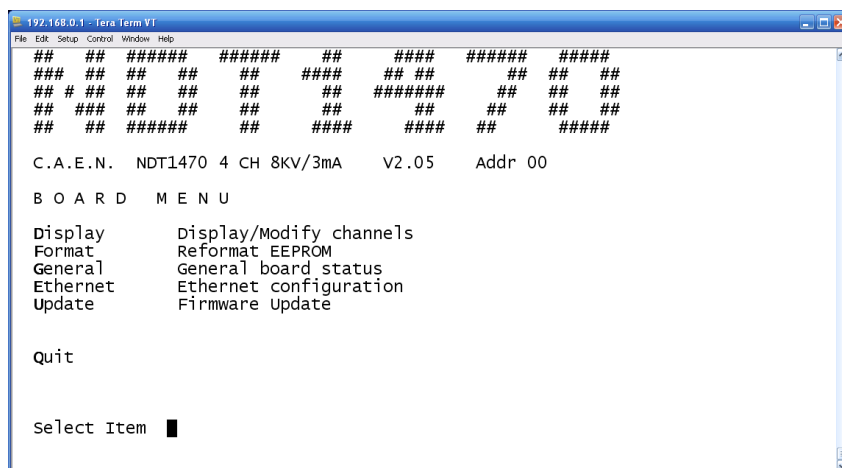 192.168.0.1 - Tera Term VT
File Edit Setup Control Window Help
##   ## ######   ######    ##     ####   ######   #####
###  ## ##   ##    ##    ####    ## ##       ## ##   ##
## # ## ##   ##    ##      ##   #######     ##  ##   ##
##  ### ##   ##    ##      ##       ##     ##   ##   ##
##   ## ######     ##     ####     ####   ##     #####
C.A.E.N. NDT1470 4 CH 8KV/3mA V2.05 Addr 00
B O A R D M E N U
Display Display/Modify channels
Format Reformat EEPROM
General General board status
Ethernet Ethernet configuration
Update Firmware Update
Quit
Select Item